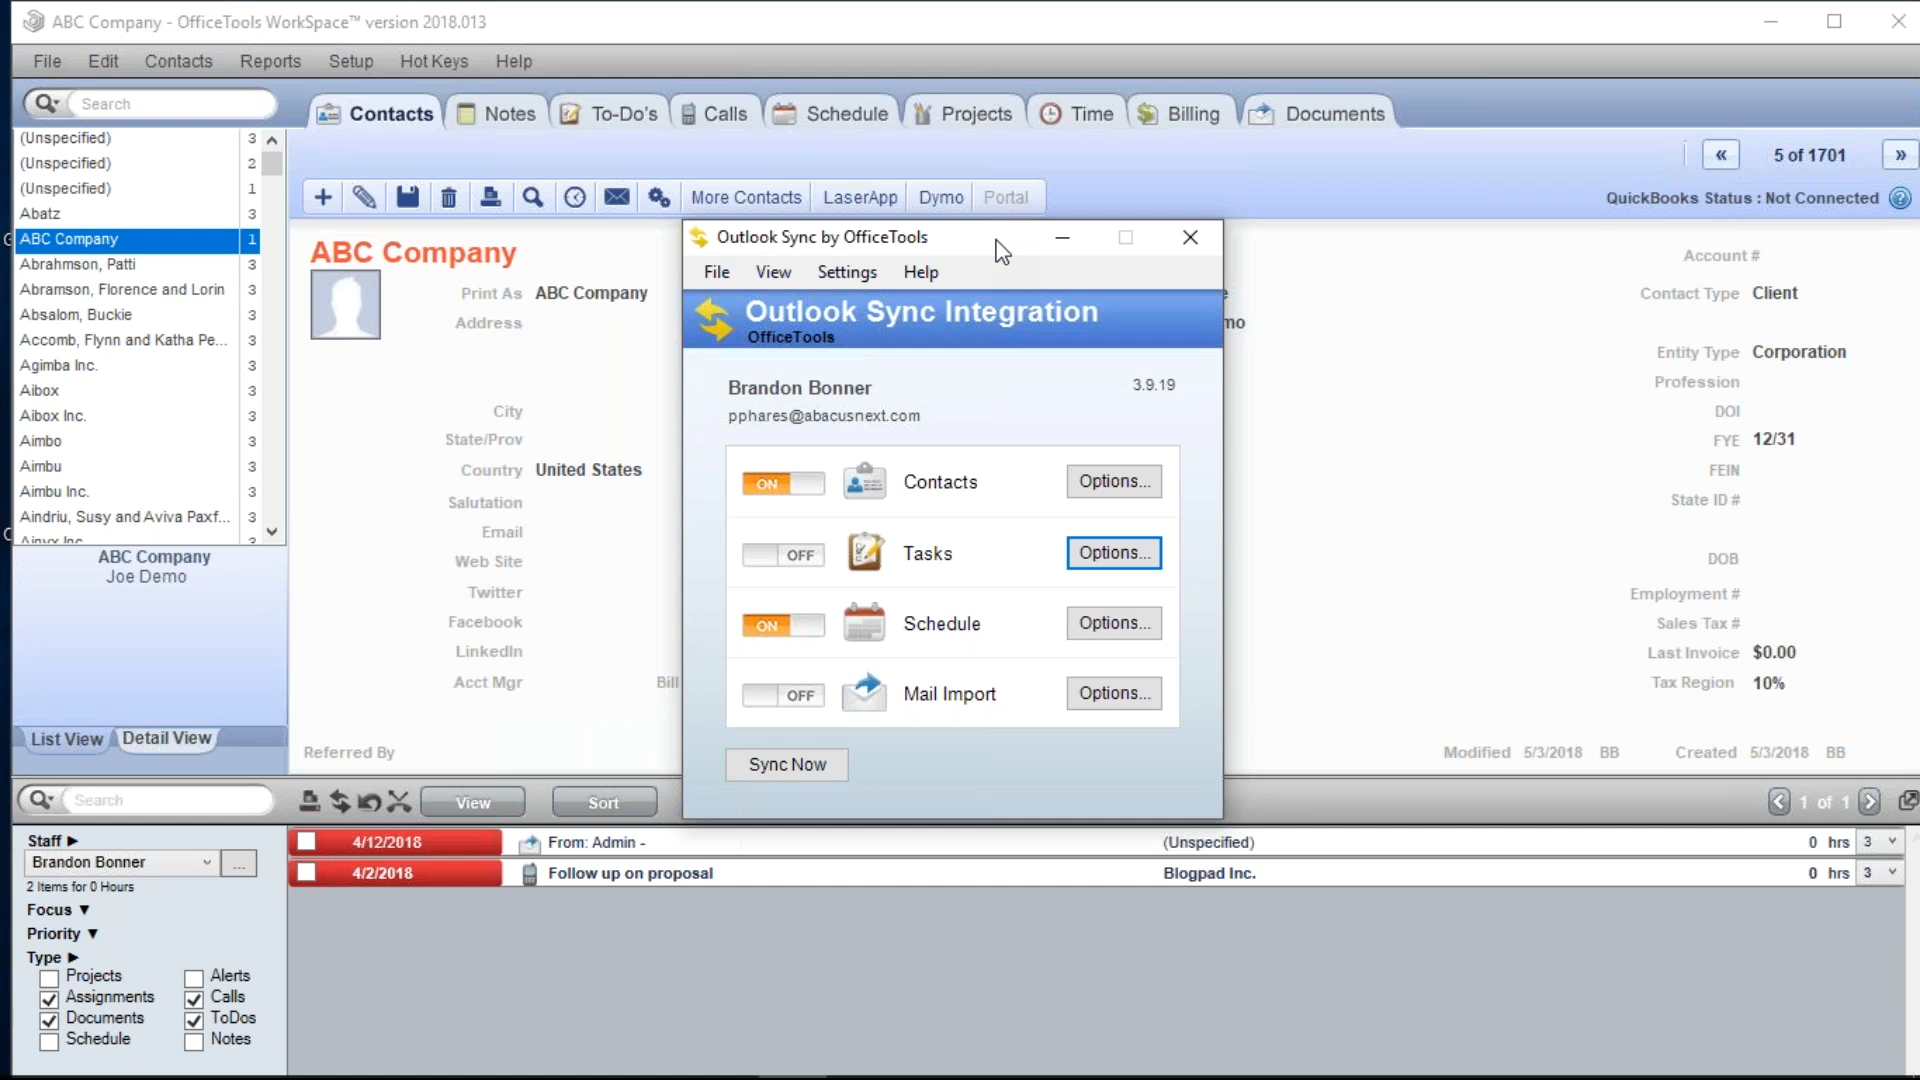 ABC Company - OfficeTools WorkSpace™ version 2018.013
File Edit Contacts Reports Setup Hot Keys Help
Search
Contacts Notes To-Do's Calls Schedule Projects Time Billing Documents
« 5 of 1701 »
More Contacts LaserApp Dymo Portal
QuickBooks Status : Not Connected ?
(Unspecified) 3
(Unspecified) 2
(Unspecified) 1
Abatz 3
ABC Company 1
Abrahmson, Patti 3
Abramson, Florence and Lorin 3
Absalom, Buckie 3
Accomb, Flynn and Katha Pe... 3
Agimba Inc. 3
Aibox 3
Aibox Inc. 3
Aimbo 3
Aimbu 3
Aimbu Inc. 3
Aindriu, Susy and Aviva Paxf... 3
Ainyx Inc. 2
ABC Company
Joe Demo
List View Detail View
ABC Company
Print As ABC Company
Address
City
State/Prov
Country United States
Salutation
Email
Web Site
Twitter
Facebook
LinkedIn
Acct Mgr Bill
Referred By
mo
Outlook Sync by OfficeTools
File View Settings Help
Outlook Sync Integration
OfficeTools
Brandon Bonner 3.9.19
pphares@abacusnext.com
ON Contacts Options...
OFF Tasks Options...
ON Schedule Options...
OFF Mail Import Options...
Sync Now
Account #
Contact Type Client
Entity Type Corporation
Profession
DOI
FYE 12/31
FEIN
State ID #
DOB
Employment #
Sales Tax #
Last Invoice $0.00
Tax Region 10%
Modified 5/3/2018 BB Created 5/3/2018 BB
Search
View Sort
1 of 1
Staff ▶
Brandon Bonner ...
2 Items for 0 Hours
Focus ▼
Priority ▼
Type ▶
Projects Alerts
Assignments Calls
Documents ToDos
Schedule Notes
4/12/2018 From: Admin - (Unspecified) 0 hrs 3
4/2/2018 Follow up on proposal Blogpad Inc. 0 hrs 3